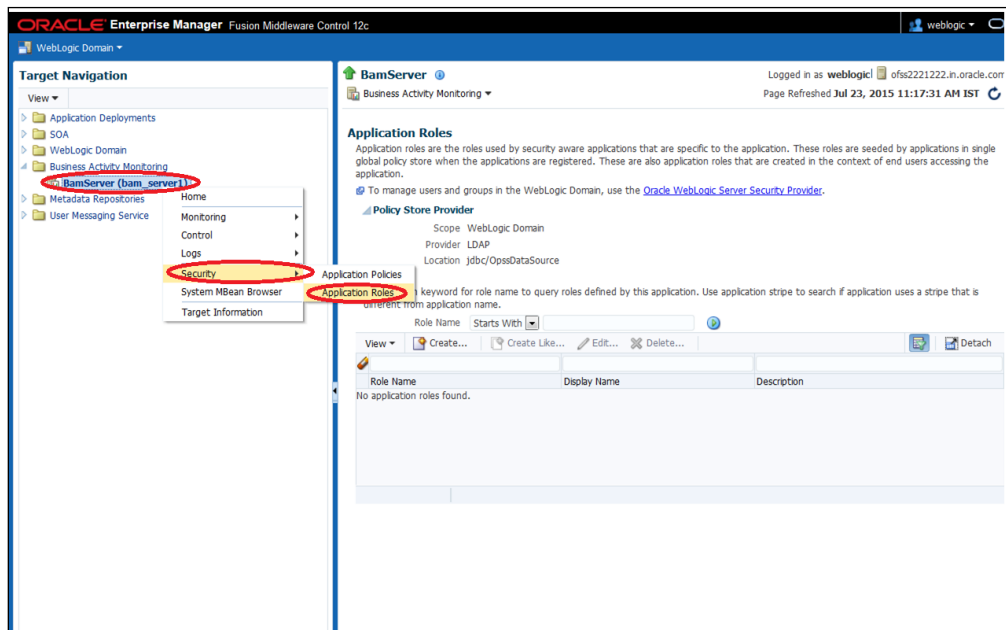 ORACLE Enterprise Manager Fusion Middleware Control 12c
weblogic
WebLogic Domain
Target Navigation
View
Application Deployments
SOA
WebLogic Domain
Business Activity Monitoring
BamServer (bam_server1)
Metadata Repositories
User Messaging Service
Home
Monitoring
Control
Logs
Security
System MBean Browser
Target Information
Application Policies
Application Roles
BamServer
Logged in as weblogic
ofss2221222.in.oracle.com
Business Activity Monitoring
Page Refreshed Jul 23, 2015 11:17:31 AM IST
Application Roles
Application roles are the roles used by security aware applications that are specific to the application. These roles are seeded by applications in single
global policy store when the applications are registered. These are also application roles that are created in the context of end users accessing the
application.
To manage users and groups in the WebLogic Domain, use the Oracle WebLogic Server Security Provider.
Policy Store Provider
Scope WebLogic Domain
Provider LDAP
Location jdbc/OpssDataSource
keyword for role name to query roles defined by this application. Use application stripe to search if application uses a stripe that is
different from application name.
Role Name Starts With
View Create... Create Like... Edit... Delete... Detach
Role Name Display Name Description
No application roles found.